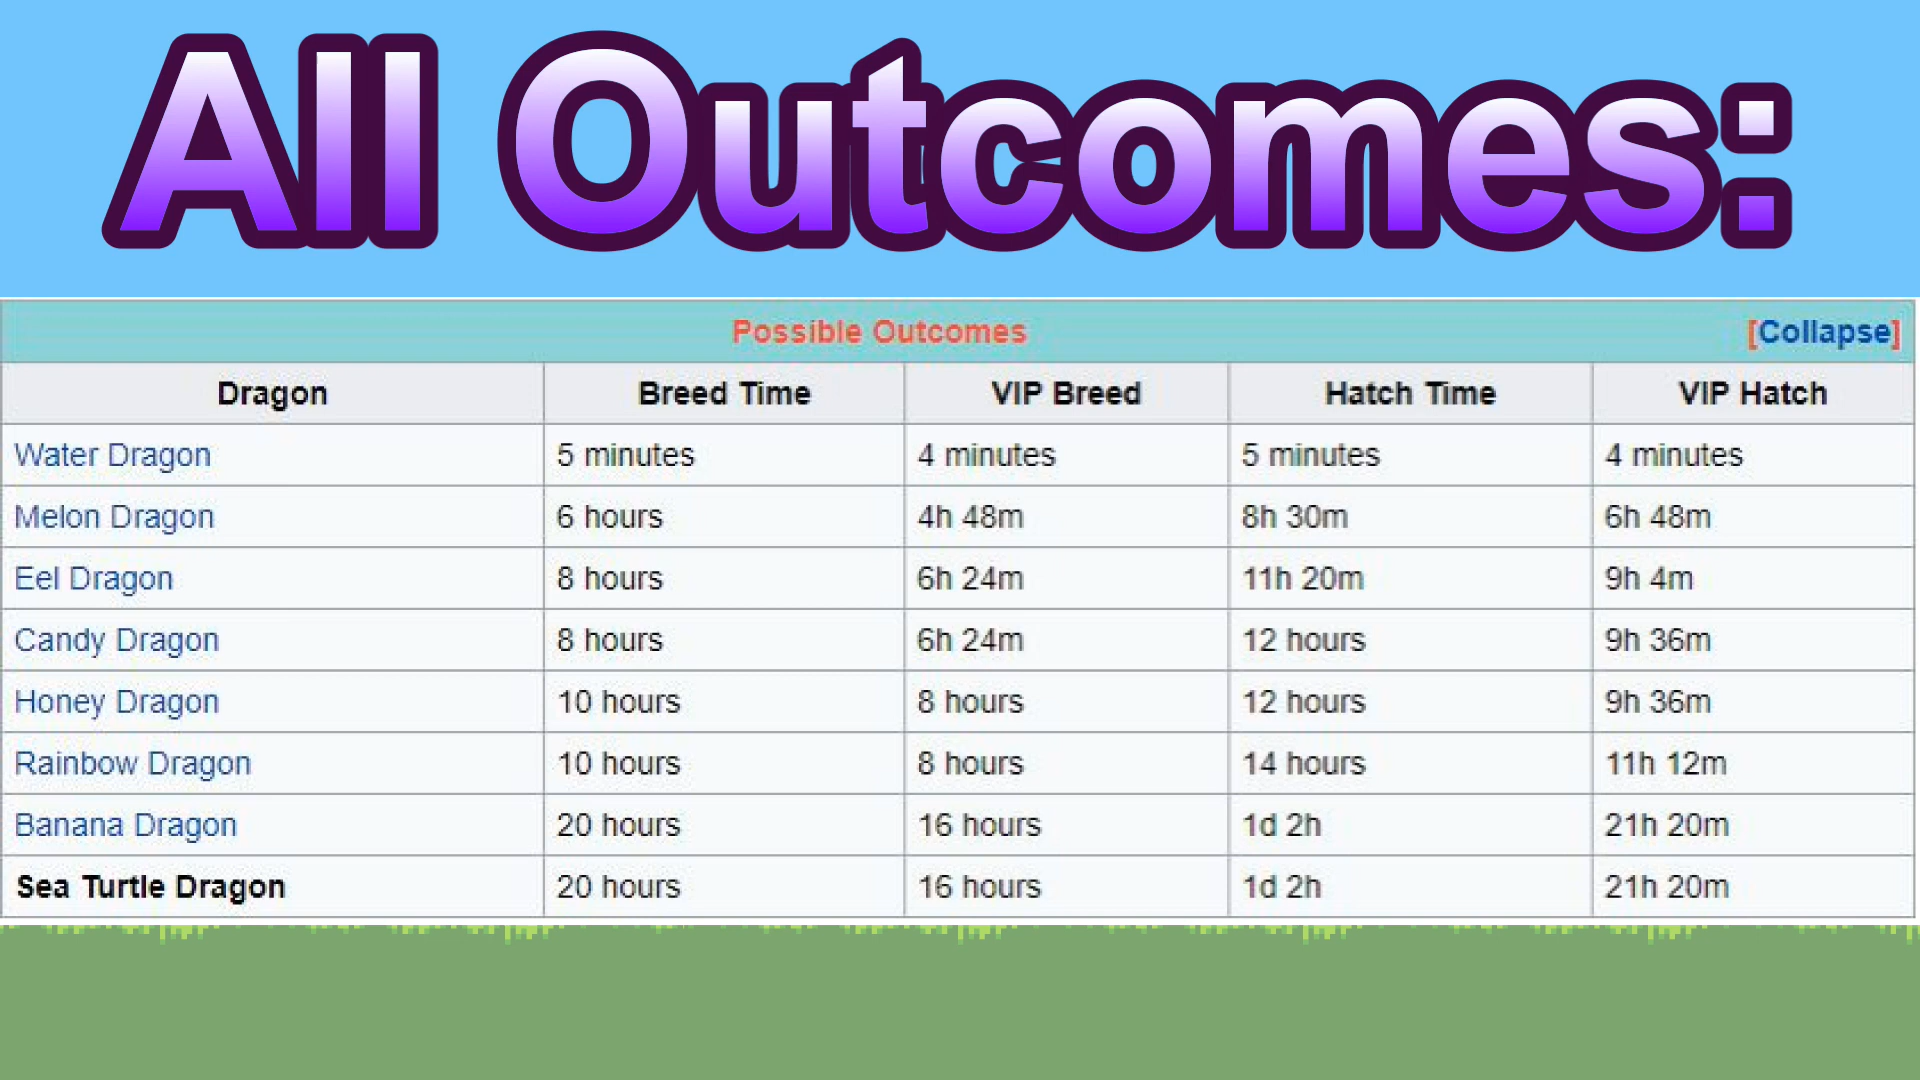 All Outcomes:
Possible Outcomes [Collapse]
Dragon Breed Time VIP Breed Hatch Time VIP Hatch
Water Dragon 5 minutes 4 minutes 5 minutes 4 minutes
Melon Dragon 6 hours 4h 48m 8h 30m 6h 48m
Eel Dragon 8 hours 6h 24m 11h 20m 9h 4m
Candy Dragon 8 hours 6h 24m 12 hours 9h 36m
Honey Dragon 10 hours 8 hours 12 hours 9h 36m
Rainbow Dragon 10 hours 8 hours 14 hours 11h 12m
Banana Dragon 20 hours 16 hours 1d 2h 21h 20m
Sea Turtle Dragon 20 hours 16 hours 1d 2h 21h 20m